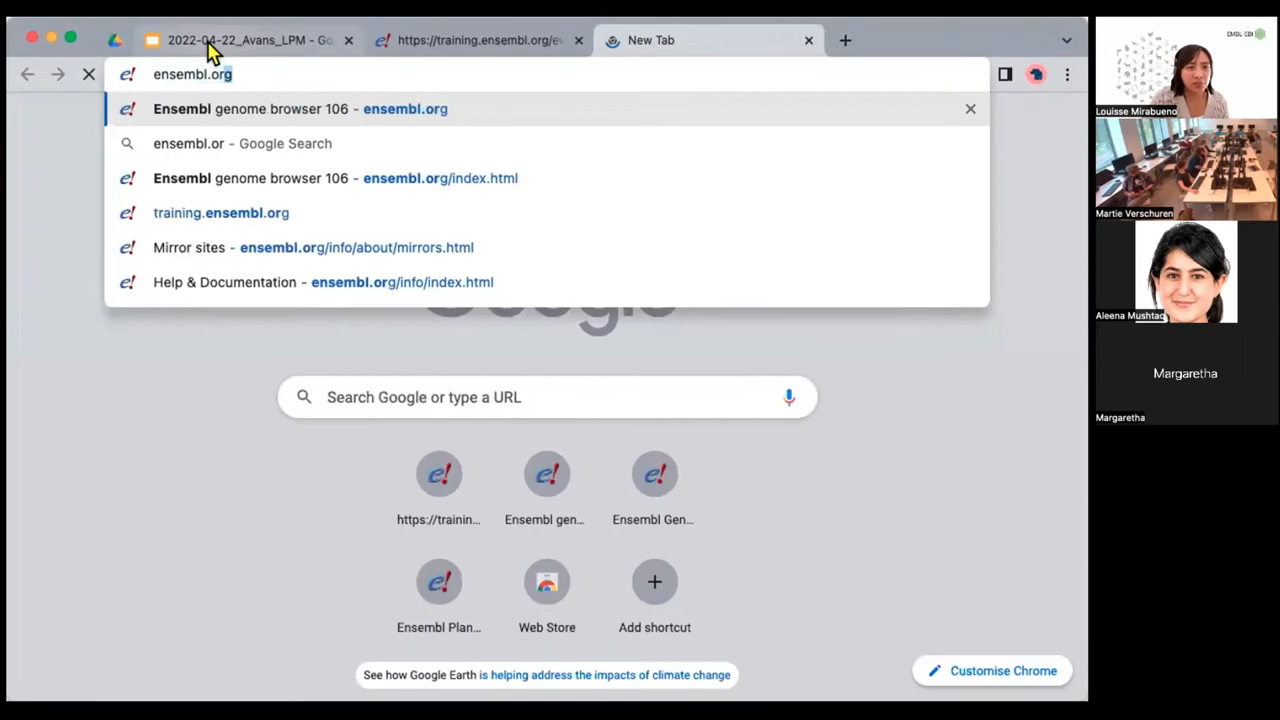 2022-04-22_Avans_LPM - Go
https://training.ensembl.org/ev
New Tab
ensembl.org
Ensembl genome browser 106 - ensembl.org
ensembl.or - Google Search
Ensembl genome browser 106 - ensembl.org/index.html
training.ensembl.org
Mirror sites - ensembl.org/info/about/mirrors.html
Help & Documentation - ensembl.org/info/index.html
Google
Search Google or type a URL
https://trainin...
Ensembl gen...
Ensembl Gen...
Ensembl Plan...
Web Store
Add shortcut
See how Google Earth is helping address the impacts of climate change
Customise Chrome
EMBL-EBI
Louisse Mirabueno
Martie Verschuren
Aleena Mushtaq
Margaretha
Margaretha